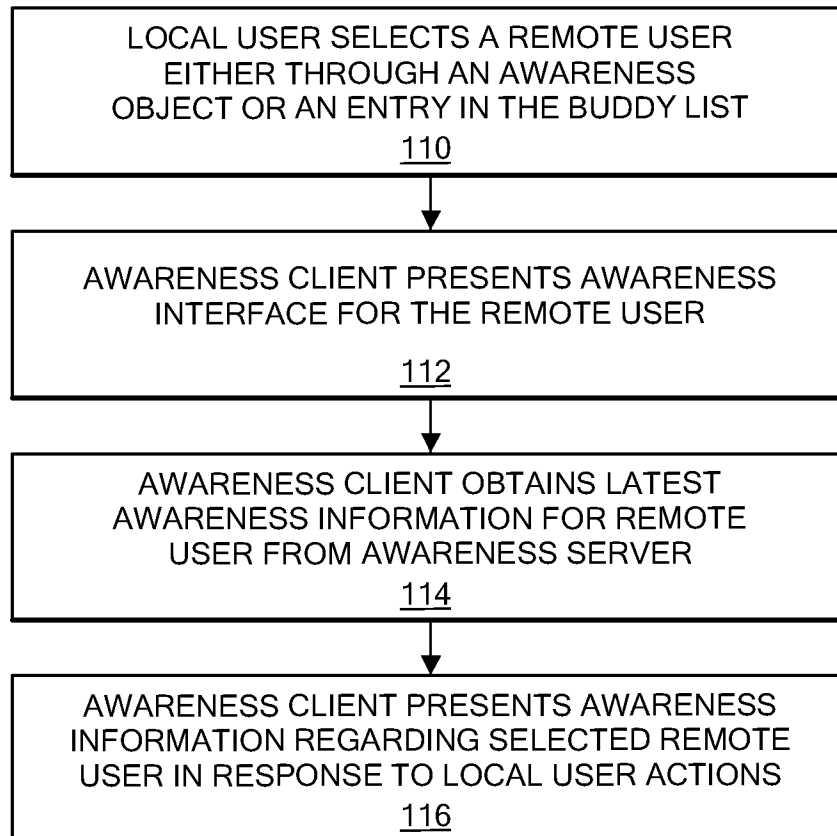 LOCAL USER SELECTS A REMOTE USER
EITHER THROUGH AN AWARENESS
OBJECT OR AN ENTRY IN THE BUDDY LIST
110
AWARENESS CLIENT PRESENTS AWARENESS
INTERFACE FOR THE REMOTE USER
112
AWARENESS CLIENT OBTAINS LATEST
AWARENESS INFORMATION FOR REMOTE
USER FROM AWARENESS SERVER
114
AWARENESS CLIENT PRESENTS AWARENESS
INFORMATION REGARDING SELECTED REMOTE
USER IN RESPONSE TO LOCAL USER ACTIONS
116